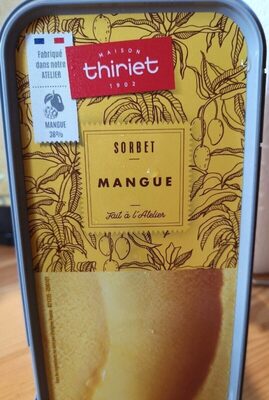 Fabriqué
dans notre
ATELIER
MAISON
thiriet
1902
MANGUE
38%
SORBET
MANGUE
Fait à l'Atelier